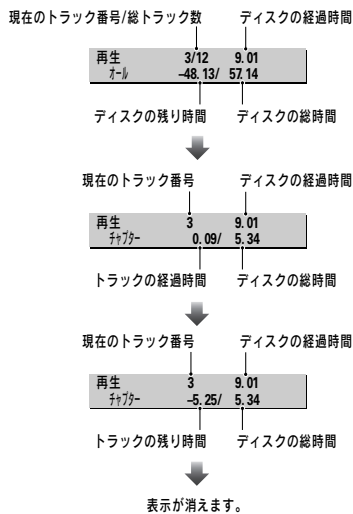 現在のトラック番号/総トラック数 ディスクの経過時間
再生 3/12 9.01
オール –48.13/ 57.14
ディスクの残り時間 ディスクの総時間
現在のトラック番号 ディスクの経過時間
再生 3 9.01
チャプター 0.09/ 5.34
トラックの経過時間 ディスクの総時間
現在のトラック番号 ディスクの経過時間
再生 3 9.01
チャプター –5.25/ 5.34
トラックの残り時間 ディスクの総時間
表示が消えます。